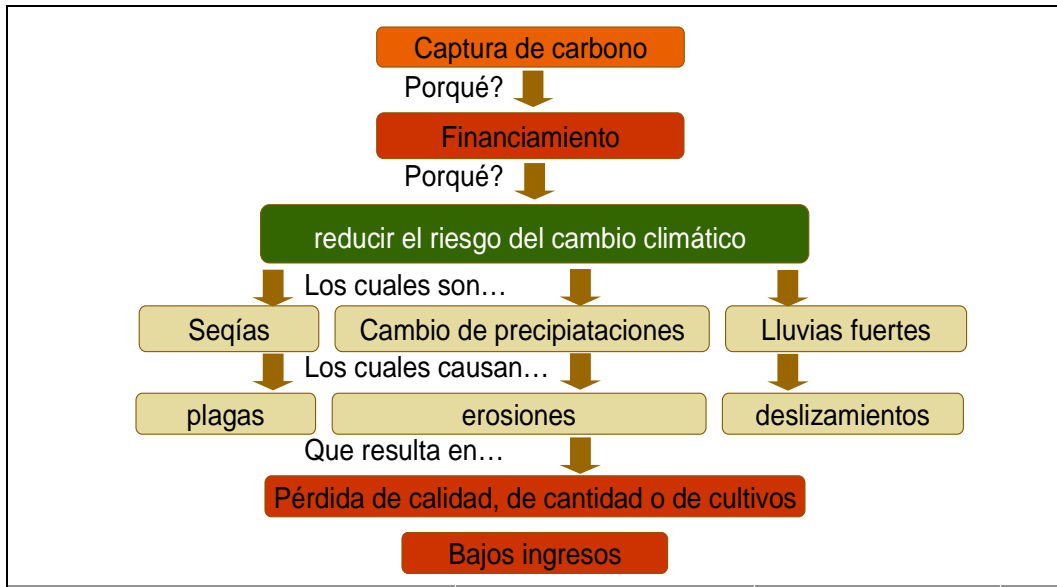 Captura de carbono
Porqué?
Financiamiento
Porqué?
reducir el riesgo del cambio climático
Los cuales son…
Seqías
Cambio de precipiataciones
Lluvias fuertes
Los cuales causan…
plagas
erosiones
deslizamientos
Que resulta en…
Pérdida de calidad, de cantidad o de cultivos
Bajos ingresos